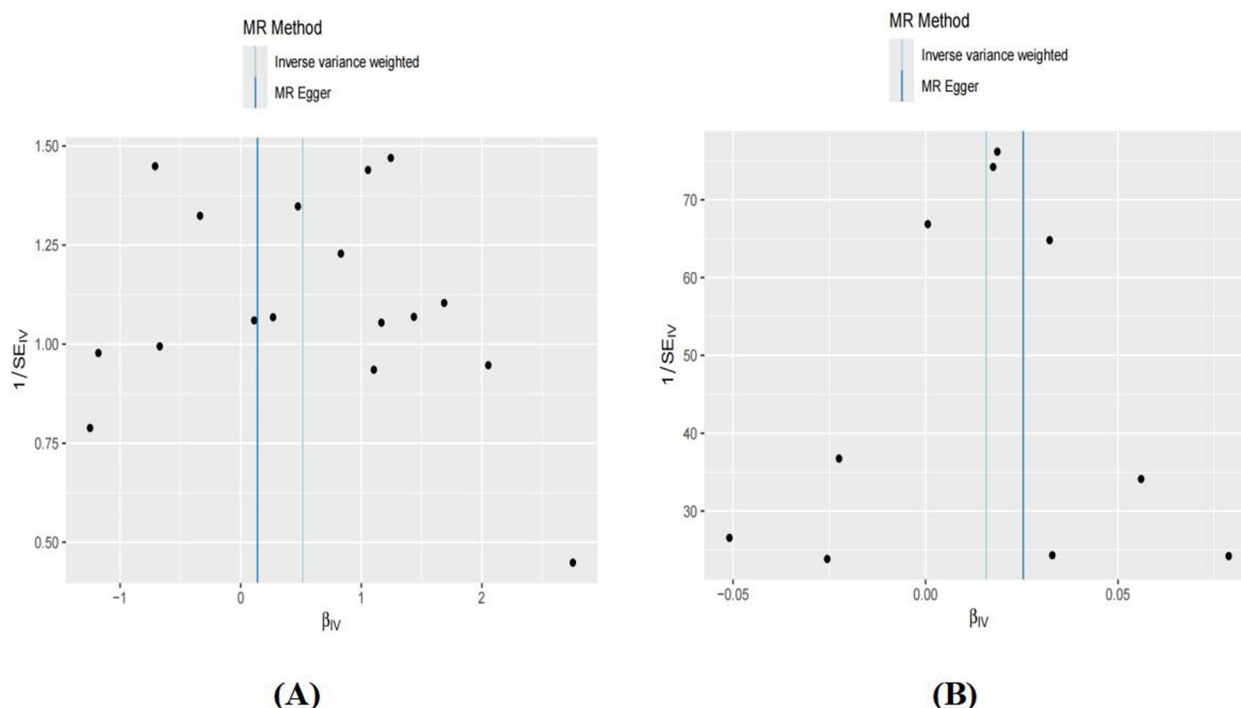 MR Method
Inverse variance weighted
MR Egger
1.50
1.25
1.00
0.75
0.50
1/SE_IV
−1
0
1
2
β_IV
(A)
MR Method
Inverse variance weighted
MR Egger
70
60
50
40
30
1/SE_IV
−0.05
0.00
0.05
β_IV
(B)